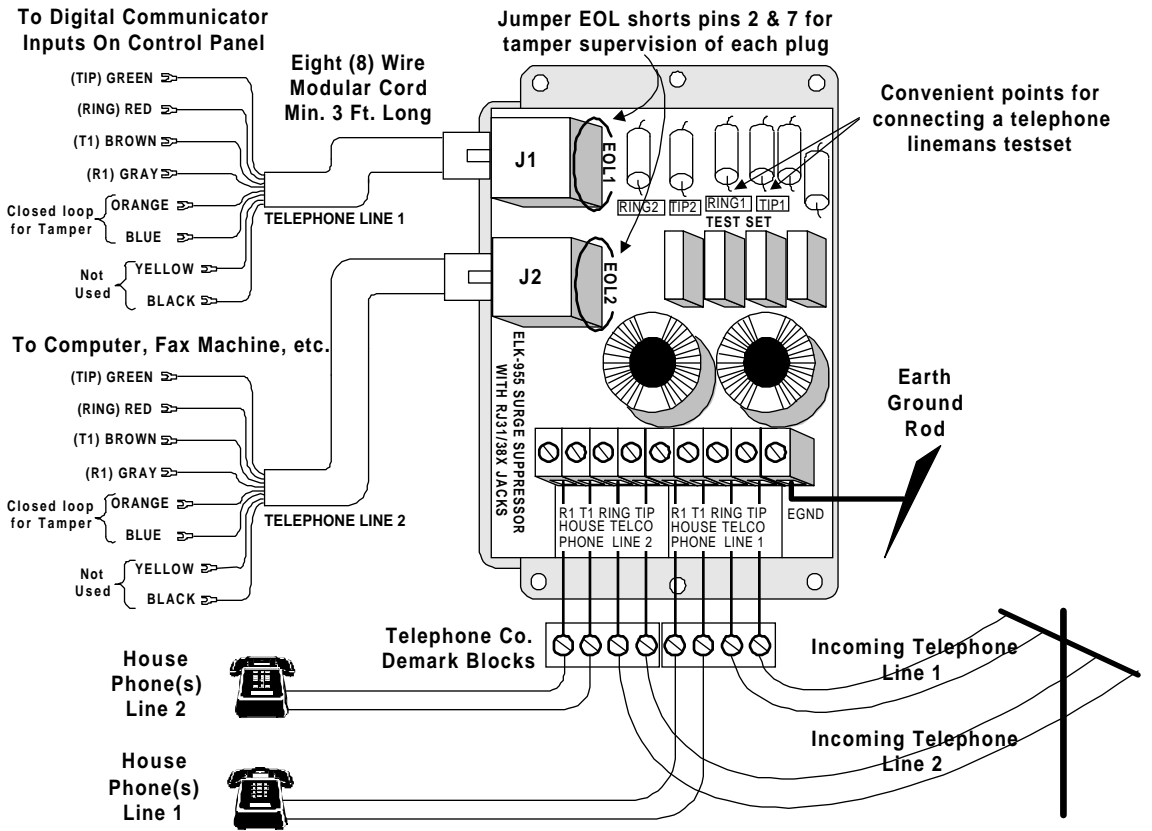 To Digital Communicator
Inputs On Control Panel
Jumper EOL shorts pins 2 & 7 for
tamper supervision of each plug
Eight (8) Wire
Modular Cord
Min. 3 Ft. Long
Convenient points for
connecting a telephone
linemans testset
(TIP) GREEN
(RING) RED
(T1) BROWN
(R1) GRAY
Closed loop
for Tamper
ORANGE
BLUE
Not
Used
YELLOW
BLACK
TELEPHONE LINE 1
J1
EOL1
RING2
TIP2
RING1
TIP1
TEST SET
J2
EOL2
To Computer, Fax Machine, etc.
(TIP) GREEN
(RING) RED
(T1) BROWN
(R1) GRAY
Closed loop
for Tamper
ORANGE
BLUE
Not
Used
YELLOW
BLACK
TELEPHONE LINE 2
ELK-955 SURGE SUPPRESSOR
WITH RJ31/38X JACKS
Earth
Ground
Rod
R1 T1 RING TIP
HOUSE TELCO
PHONE LINE 2
R1 T1 RING TIP
HOUSE TELCO
PHONE LINE 1
EGND
Telephone Co.
Demark Blocks
House
Phone(s)
Line 2
Incoming Telephone
Line 1
Incoming Telephone
Line 2
House
Phone(s)
Line 1